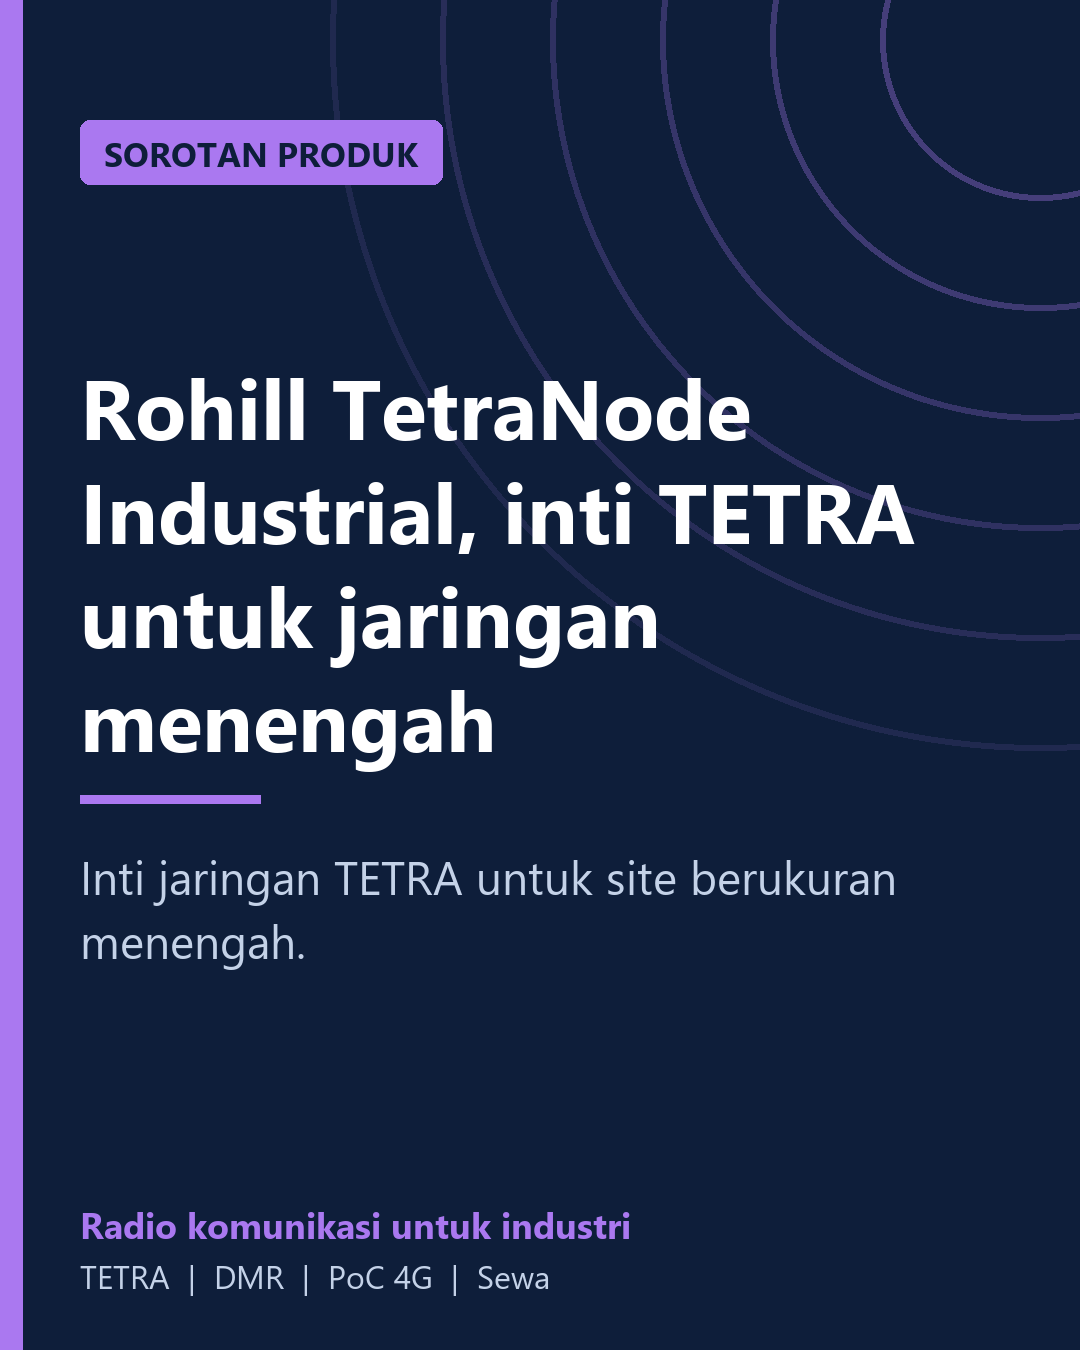 SOROTAN PRODUK
Rohill TetraNode
Industrial, inti TETRA
untuk jaringan
menengah
Inti jaringan TETRA untuk site berukuran
menengah.
Radio komunikasi untuk industri
TETRA | DMR | PoC 4G | Sewa